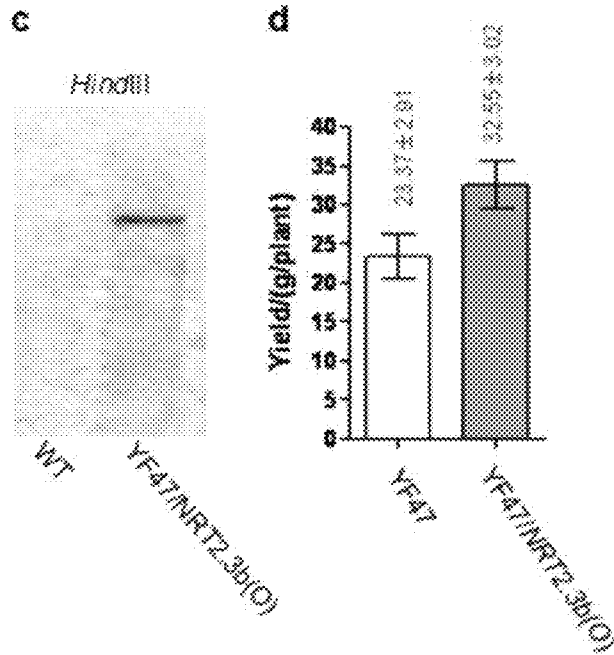 c
HindIII
WT
YF47/NRT2.3b(O)
d
23.37±2.91
32.55±3.02
Yield/(g/plant)
40
35
30
25
20
15
10
5
0
YF47
YF47/NRT2.3b(O)